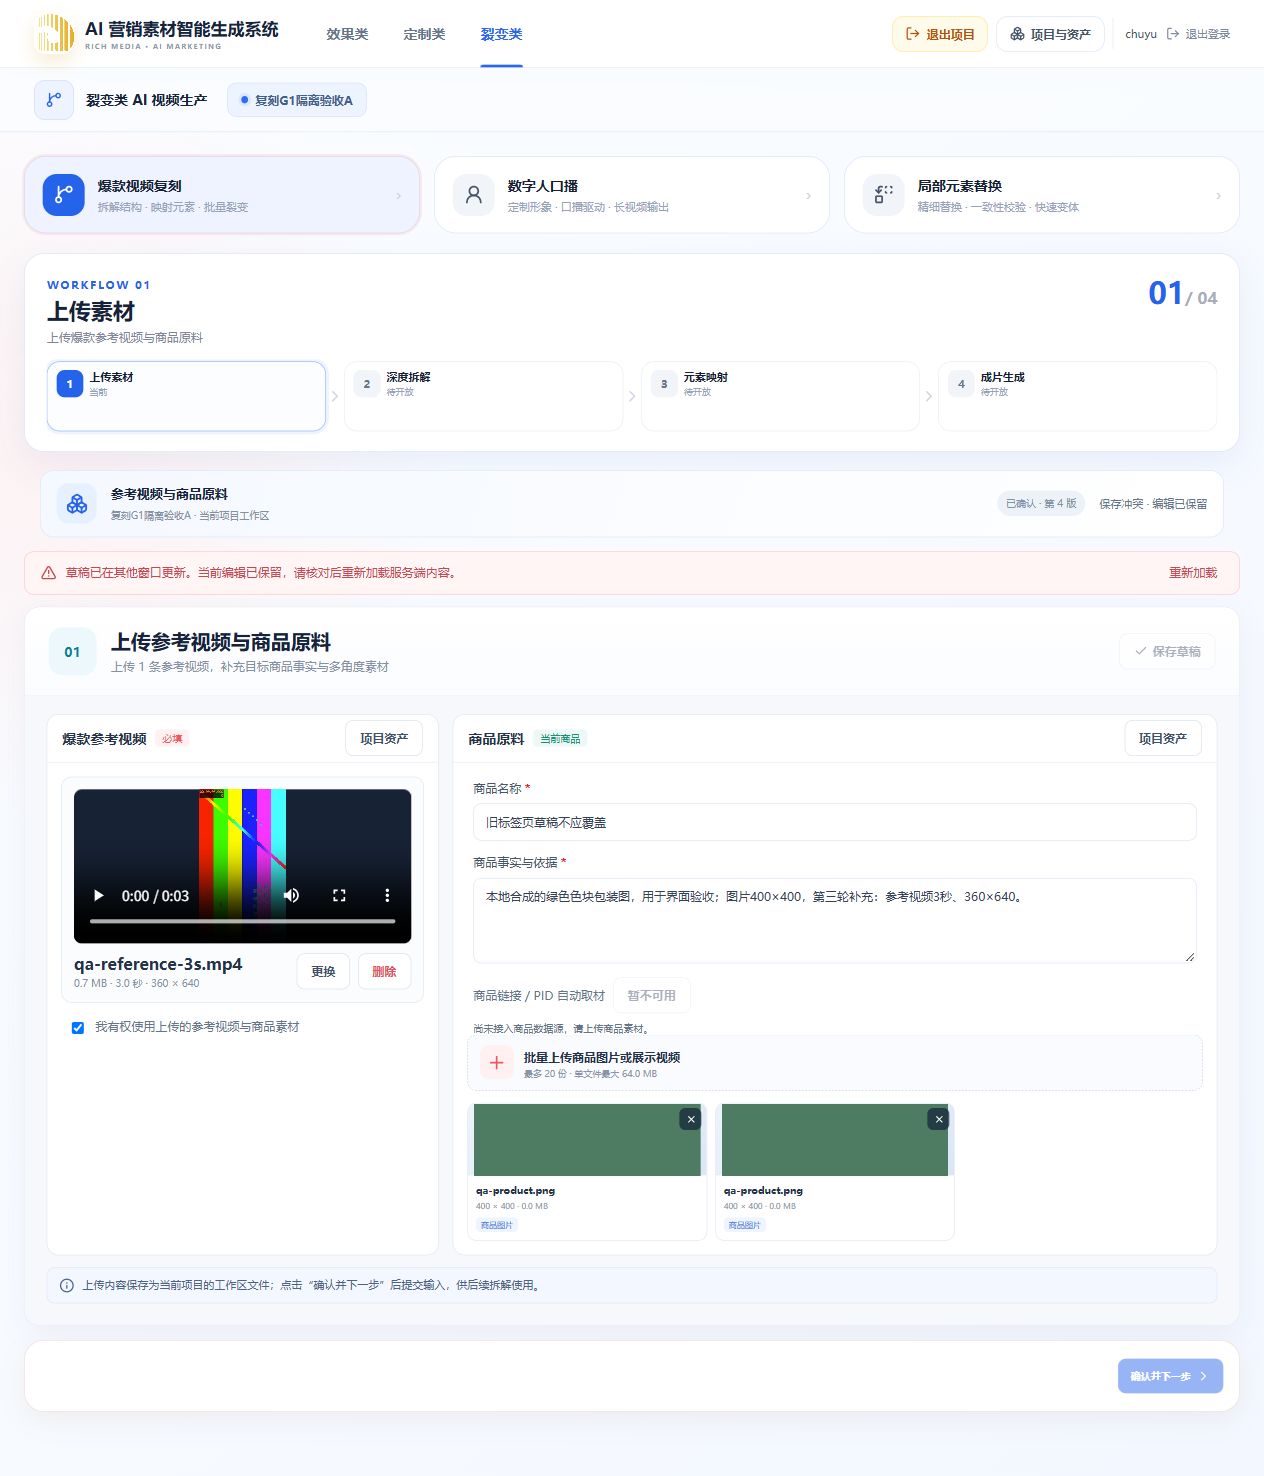 AI 营销素材智能生成系统
RICH MEDIA • AI MARKETING
效果类
定制类
裂变类
退出项目
项目与资产
chuyu
退出登录
裂变类 AI 视频生产
复刻G1隔离验收A
爆款视频复刻
拆解结构 · 映射元素 · 批量裂变
数字人口播
定制形象 · 口播驱动 · 长视频输出
局部元素替换
精细替换 · 一致性校验 · 快速变体
WORKFLOW 01
上传素材
上传爆款参考视频与商品原料
01 / 04
1 上传素材
当前
2 深度拆解
待开放
3 元素映射
待开放
4 成片生成
待开放
参考视频与商品原料
复刻G1隔离验收A · 当前项目工作区
已确认 · 第 4 版
保存冲突 · 编辑已保留
草稿已在其他窗口更新。当前编辑已保留，请核对后重新加载服务端内容。
重新加载
01
上传参考视频与商品原料
上传 1 条参考视频，补充目标商品事实与多角度素材
保存草稿
爆款参考视频 必填
项目资产
0:00 / 0:03
qa-reference-3s.mp4
0.7 MB · 3.0 秒 · 360 × 640
更换
删除
我有权使用上传的参考视频与商品素材
商品原料 当前商品
项目资产
商品名称 *
旧标签页草稿不应覆盖
商品事实与依据 *
本地合成的绿色色块包装图，用于界面验收；图片400×400，第三轮补充：参考视频3秒、360×640。
商品链接 / PID 自动取材 暂不可用
尚未接入商品数据源，请上传商品素材。
批量上传商品图片或展示视频
最多 20 份 · 单文件最大 64.0 MB
qa-product.png
400 × 400 · 0.0 MB
商品图片
qa-product.png
400 × 400 · 0.0 MB
商品图片
上传内容保存为当前项目的工作区文件；点击“确认并下一步”后提交输入，供后续拆解使用。
确认并下一步